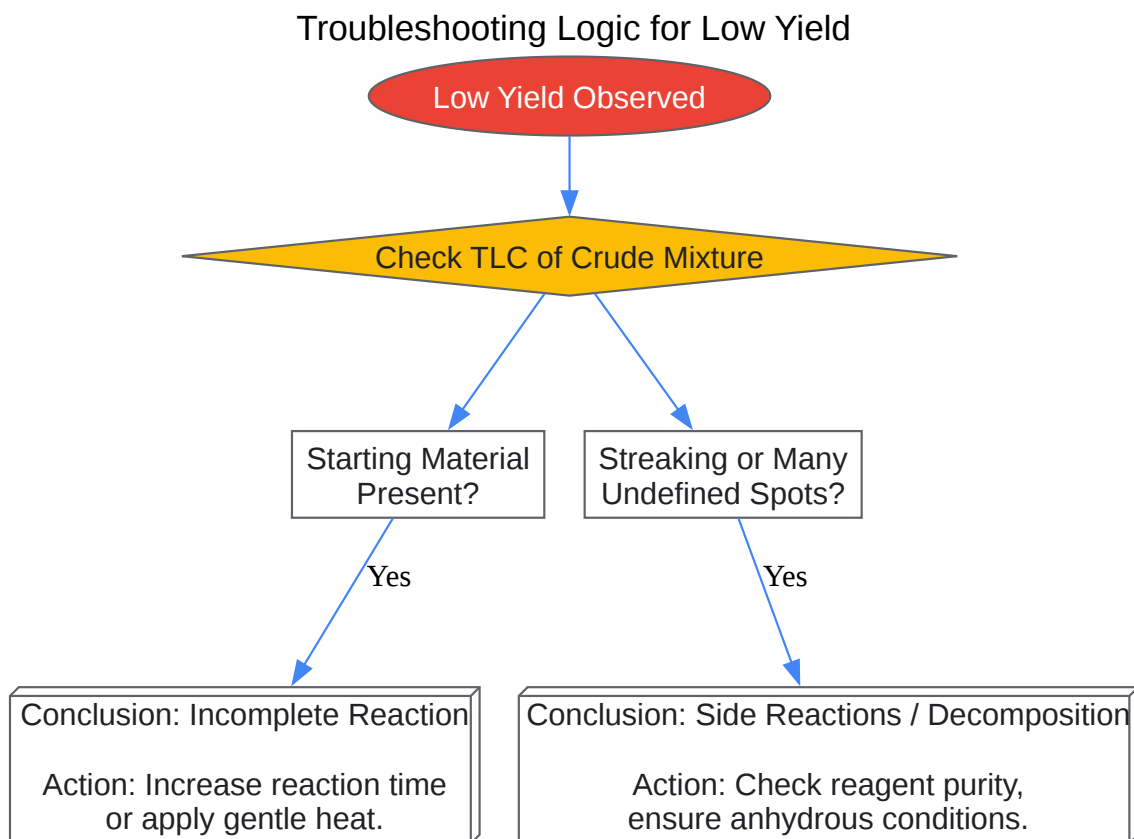 Troubleshooting Logic for Low Yield
Low Yield Observed
Check TLC of Crude Mixture
Starting Material
Present?
Streaking or Many
Undefined Spots?
Yes
Yes
Conclusion: Incomplete Reaction
Action: Increase reaction time
or apply gentle heat.
Conclusion: Side Reactions / Decomposition
Action: Check reagent purity,
ensure anhydrous conditions.